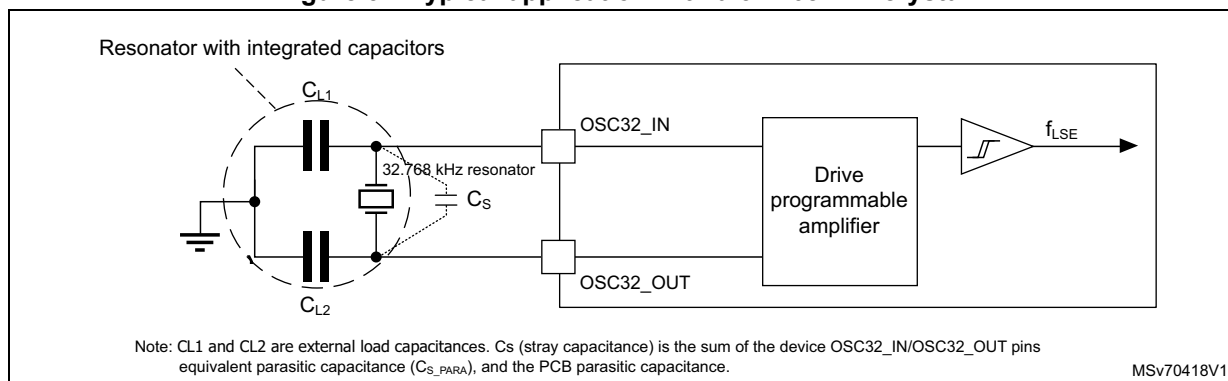 Resonator with integrated capacitors
CL1
OSC32_IN
fLSE
32.768 kHz resonator
Drive
programmable
amplifier
CS
OSC32_OUT
CL2
Note: CL1 and CL2 are external load capacitances. Cs (stray capacitance) is the sum of the device OSC32_IN/OSC32_OUT pins
equivalent parasitic capacitance (CS_PARA), and the PCB parasitic capacitance.
MSv70418V1